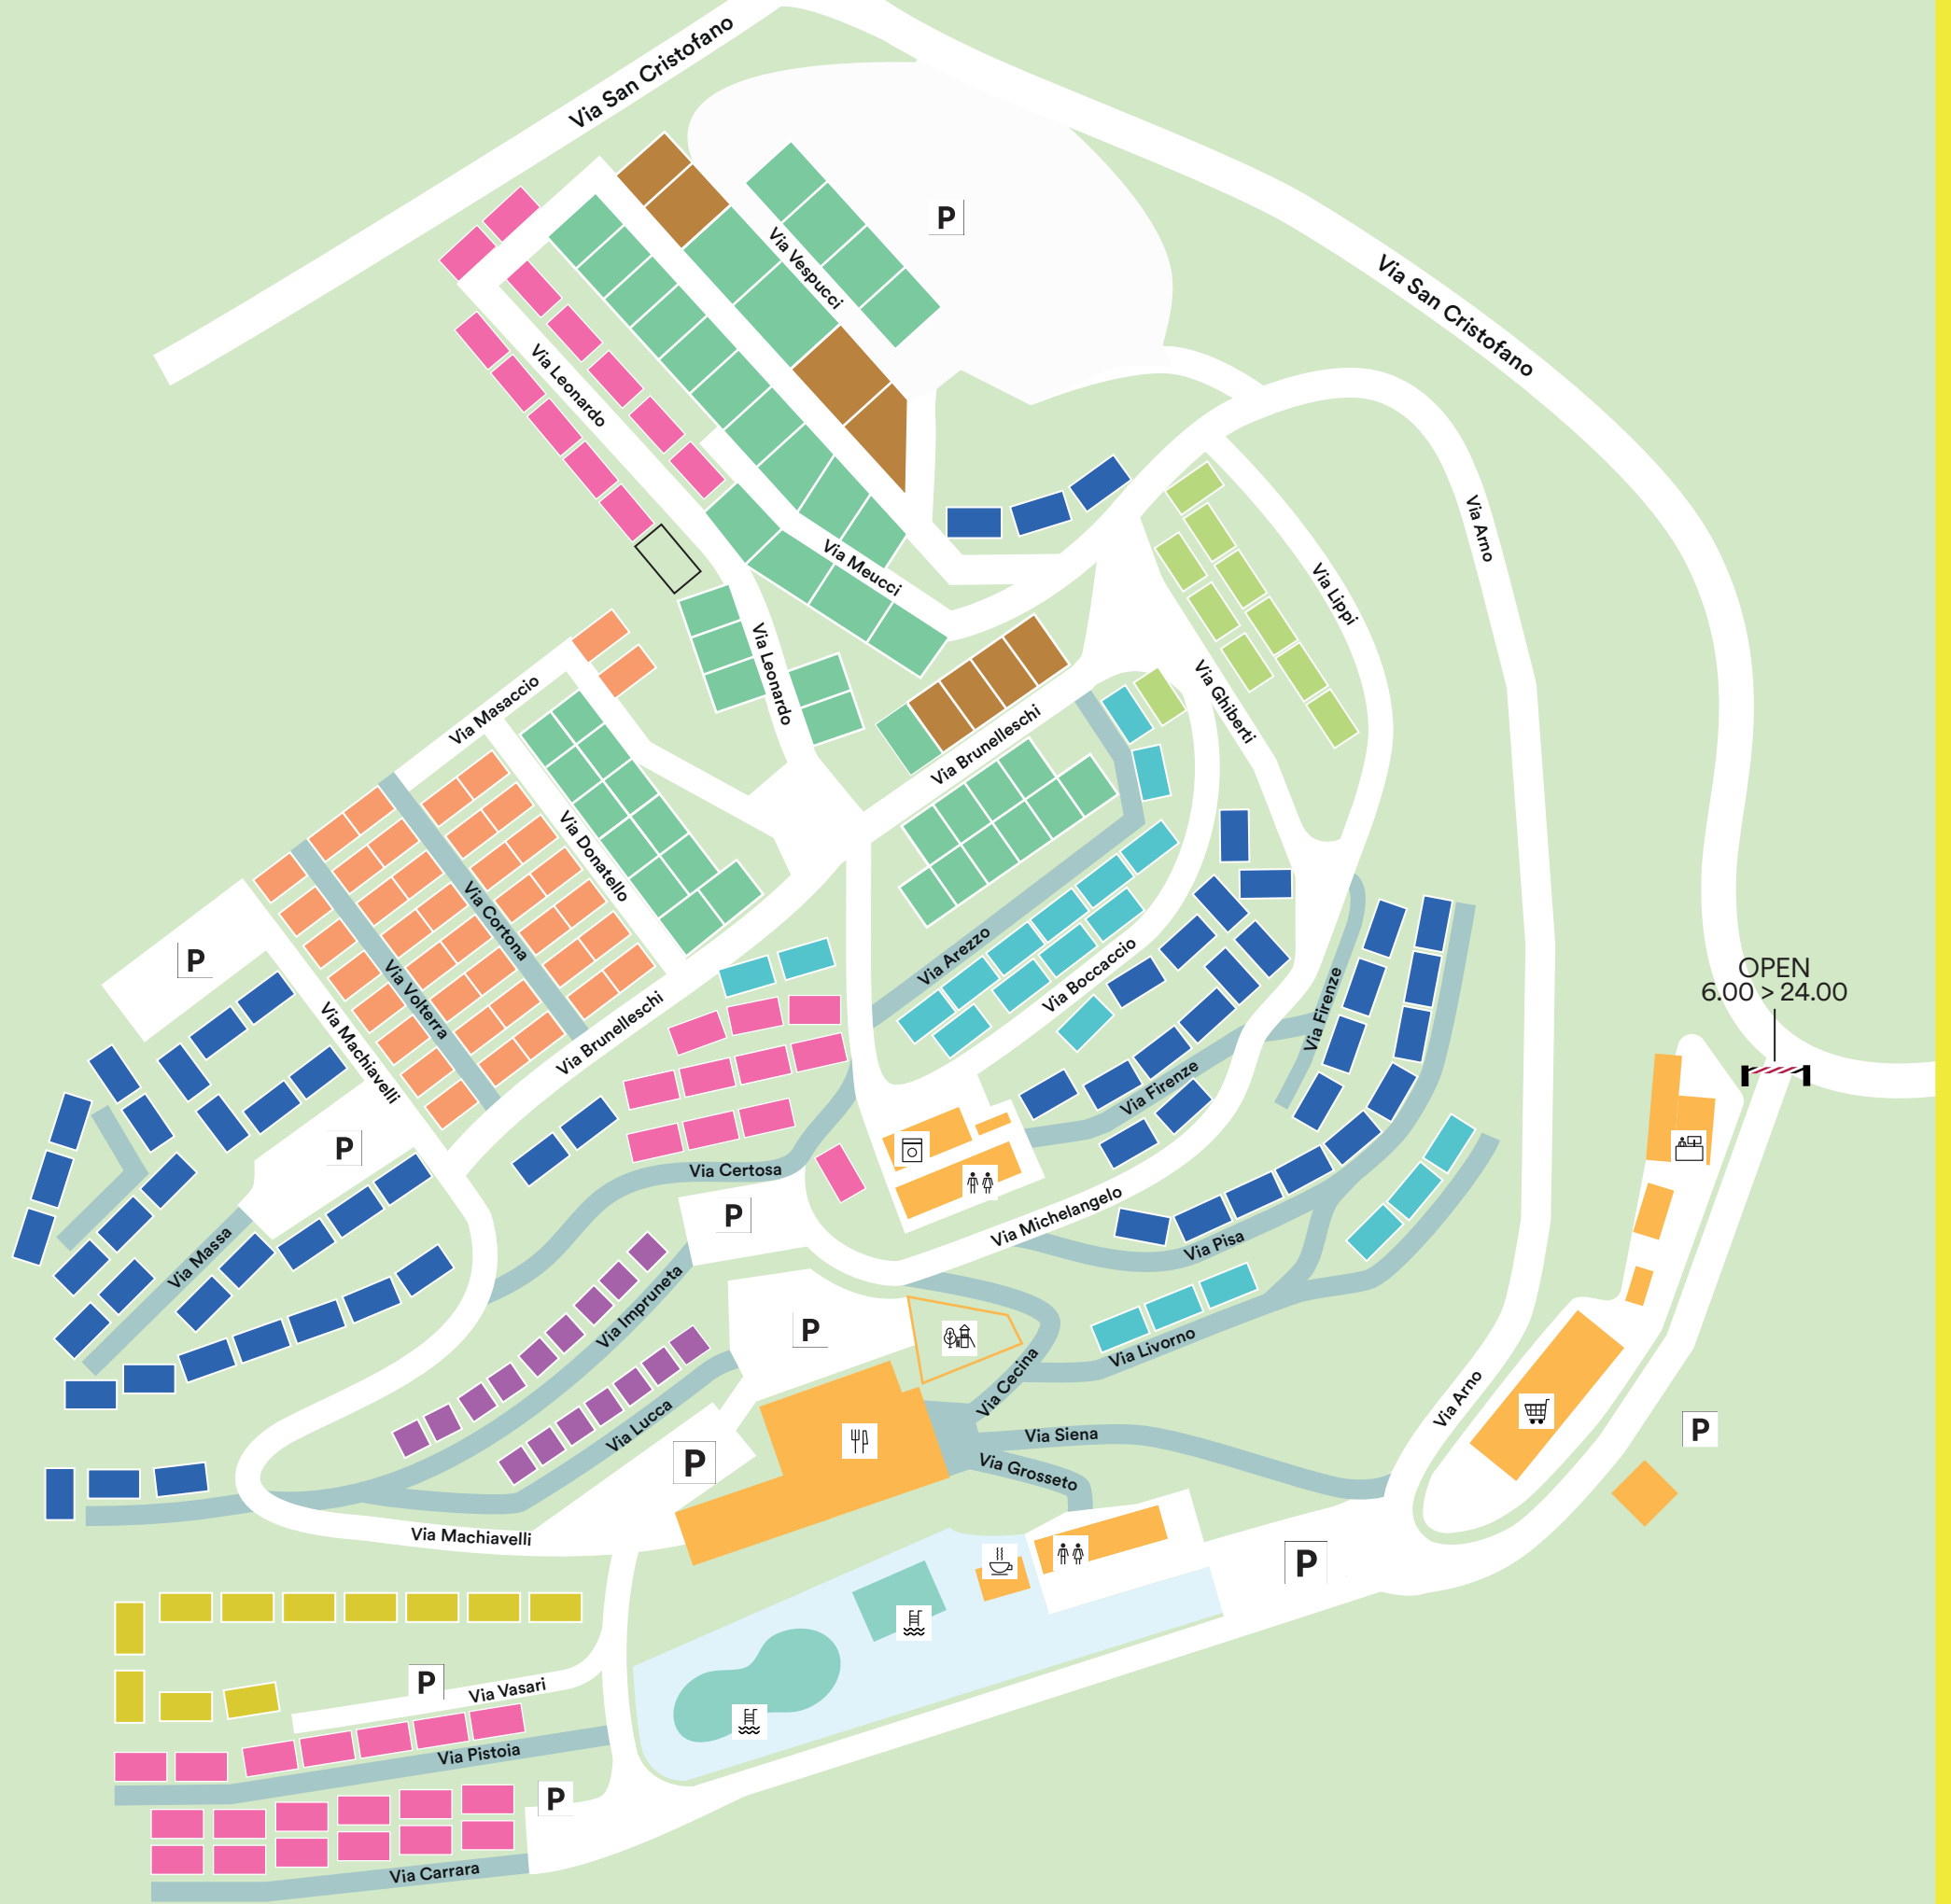 Via San Cristofano
P
Via Vespucci
Via San Cristofano
Via Leonardo
Via Arno
Via Meucci
Via Lippi
Via Leonardo
Via Ghiberti
Via Masaccio
Via Brunelleschi
Via Donatello
Via Cortona
Via Arezzo
Via Boccaccio
P
Via Volterra
OPEN
6.00 > 24.00
Via Firenze
Via Machiavelli
Via Brunelleschi
Via Firenze
P
Via Certosa
P
Via Michelangelo
Via Massa
Via Pisa
Via Impruneta
P
Via Livorno
Via Cecina
Via Arno
Via Lucca
P
Via Siena
P
Via Grosseto
Via Machiavelli
P
P
Via Vasari
Via Pistoia
P
Via Carrara